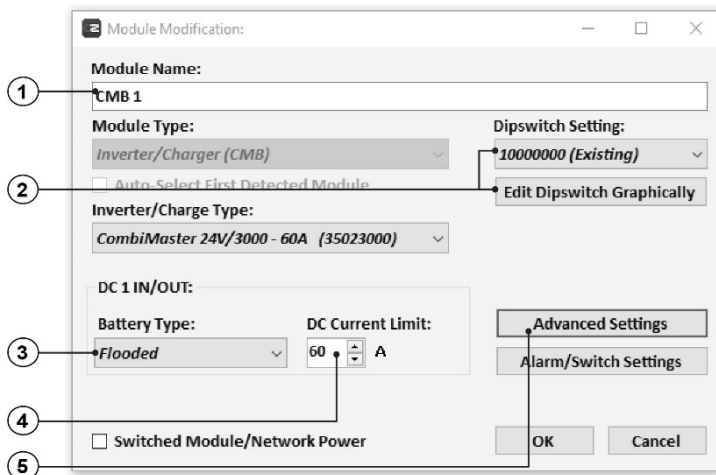 Module Modification:
Module Name:
1
CMB 1
Module Type:
Dipswitch Setting:
Inverter/Charger (CMB)
10000000 (Existing)
2
Auto-Select First Detected Module
Edit Dipswitch Graphically
Inverter/Charge Type:
CombiMaster 24V/3000 - 60A (35023000)
DC 1 IN/OUT:
Battery Type:
DC Current Limit:
Advanced Settings
3
Flooded
60
A
Alarm/Switch Settings
4
Switched Module/Network Power
OK
Cancel
5